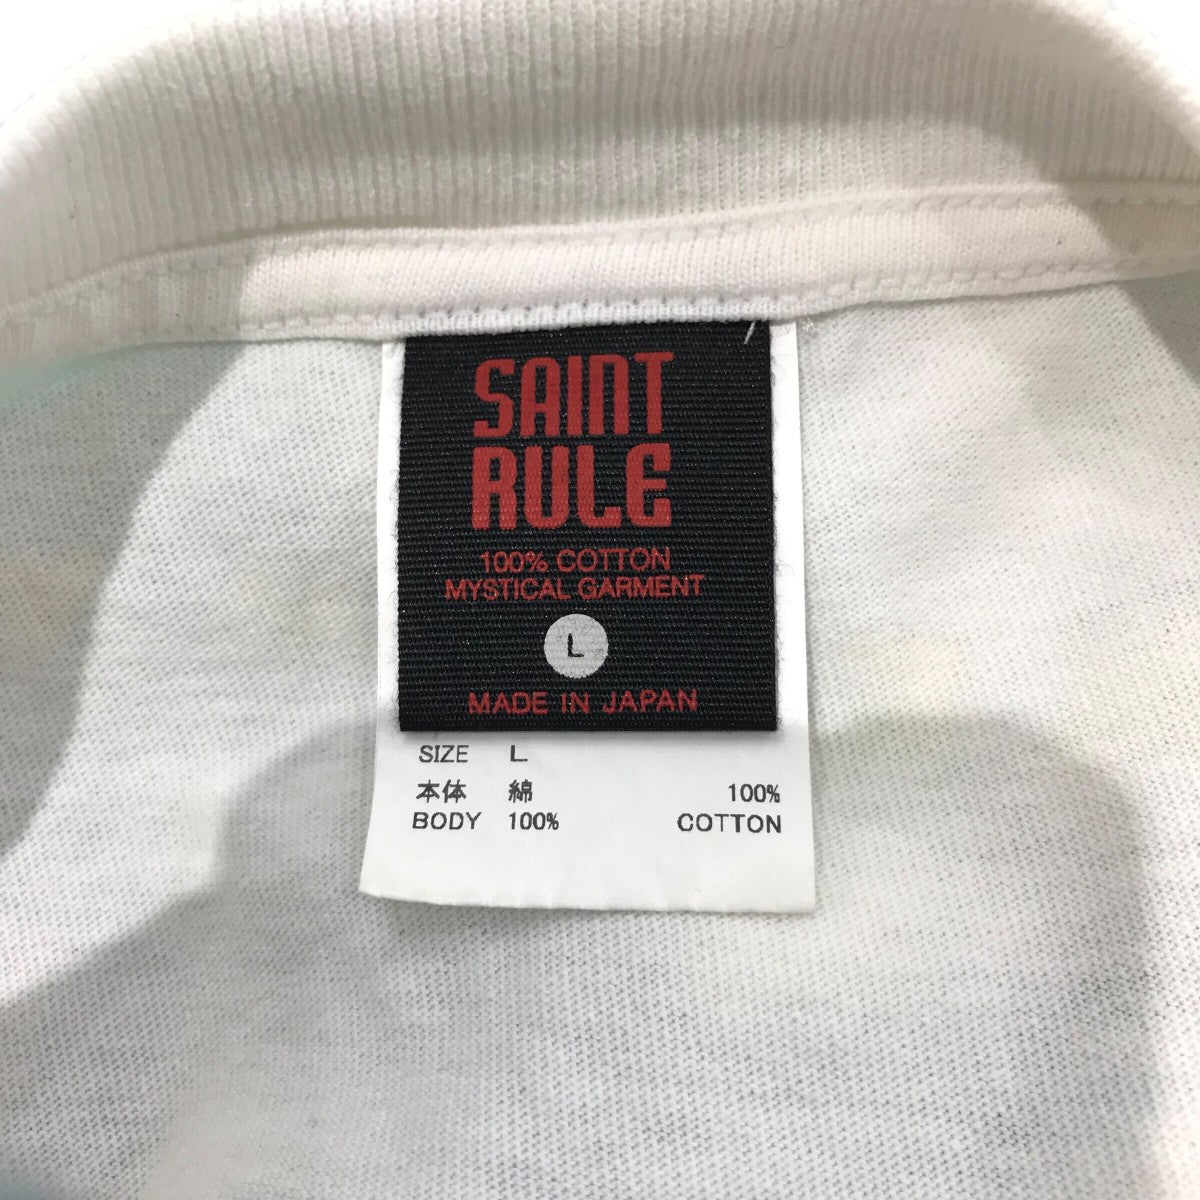 SAINT
RULE
100% COTTON
MYSTICAL GARMENT
L
MADE IN JAPAN
SIZE L
本体 綿 100%
BODY 100% COTTON